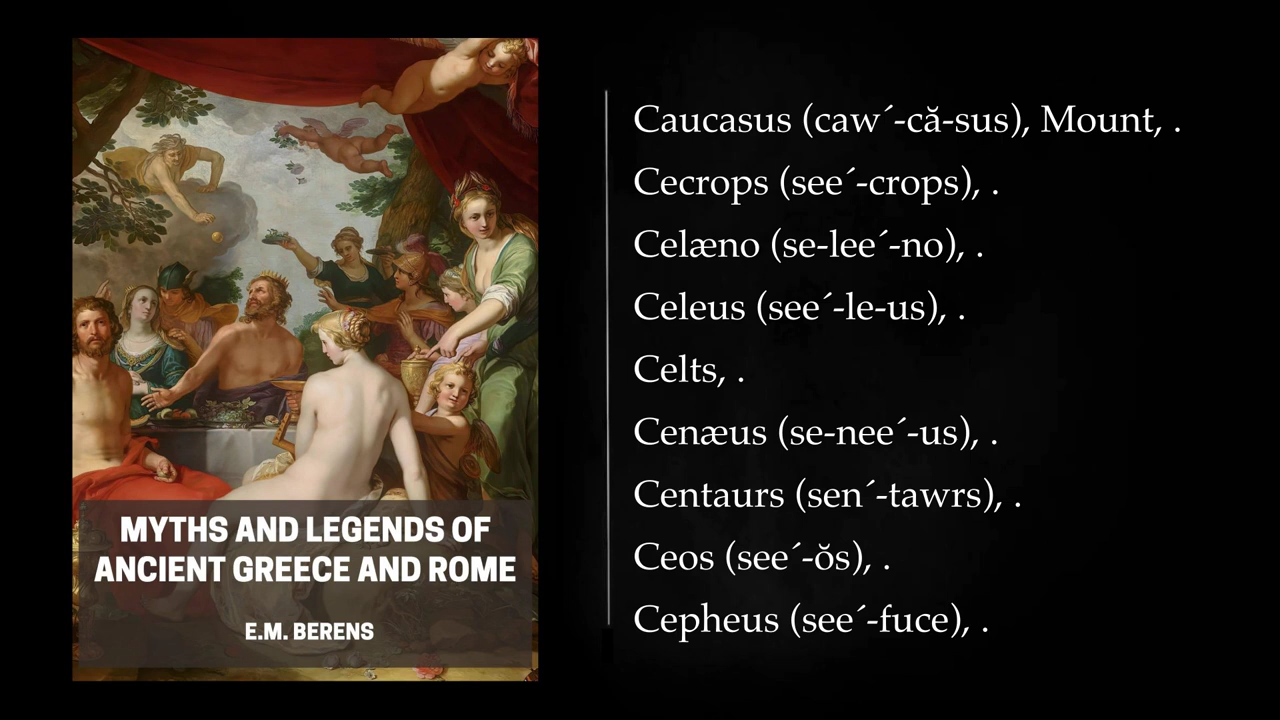 MYTHS AND LEGENDS OF
ANCIENT GREECE AND ROME
E.M. BERENS
Caucasus (caw´-că-sus), Mount, .
Cecrops (see´-crops), .
Celæno (se-lee´-no), .
Celeus (see´-le-us), .
Celts, .
Cenæus (se-nee´-us), .
Centaurs (sen´-tawrs), .
Ceos (see´-ŏs), .
Cepheus (see´-fuce), .